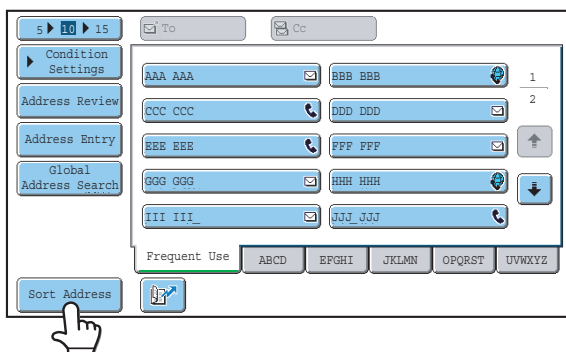 5 10 15
To
Cc
Condition
Settings
Address Review
Address Entry
Global
Address Search
AAA AAA
BBB BBB
CCC CCC
DDD DDD
EEE EEE
FFF FFF
GGG GGG
HHH HHH
III III
JJJ JJJ
1
2
Frequent Use
ABCD
EFGHI
JKLMN
OPQRST
UVWXYZ
Sort Address